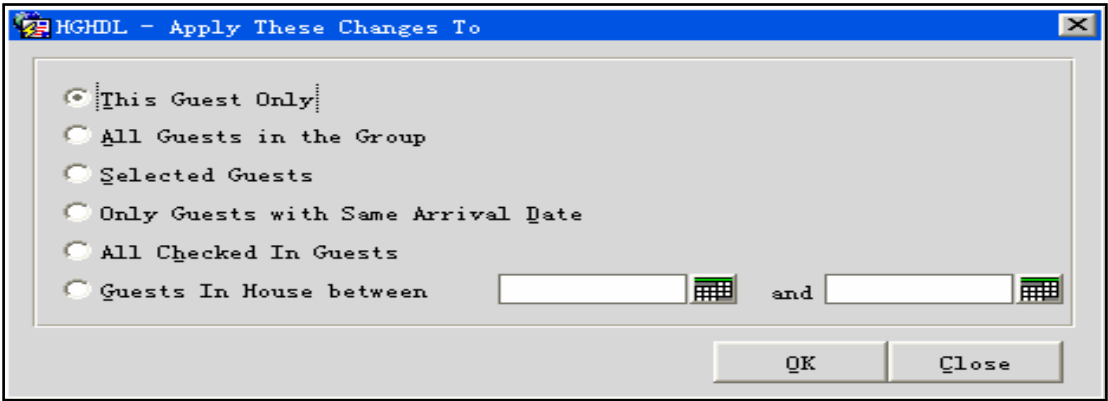 HGHDL - Apply These Changes To
This Guest Only
All Guests in the Group
Selected Guests
Only Guests with Same Arrival Date
All Checked In Guests
Guests In House between and
OK Close